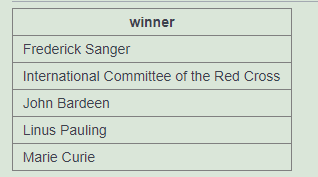 winner
Frederick Sanger
International Committee of the Red Cross
John Bardeen
Linus Pauling
Marie Curie